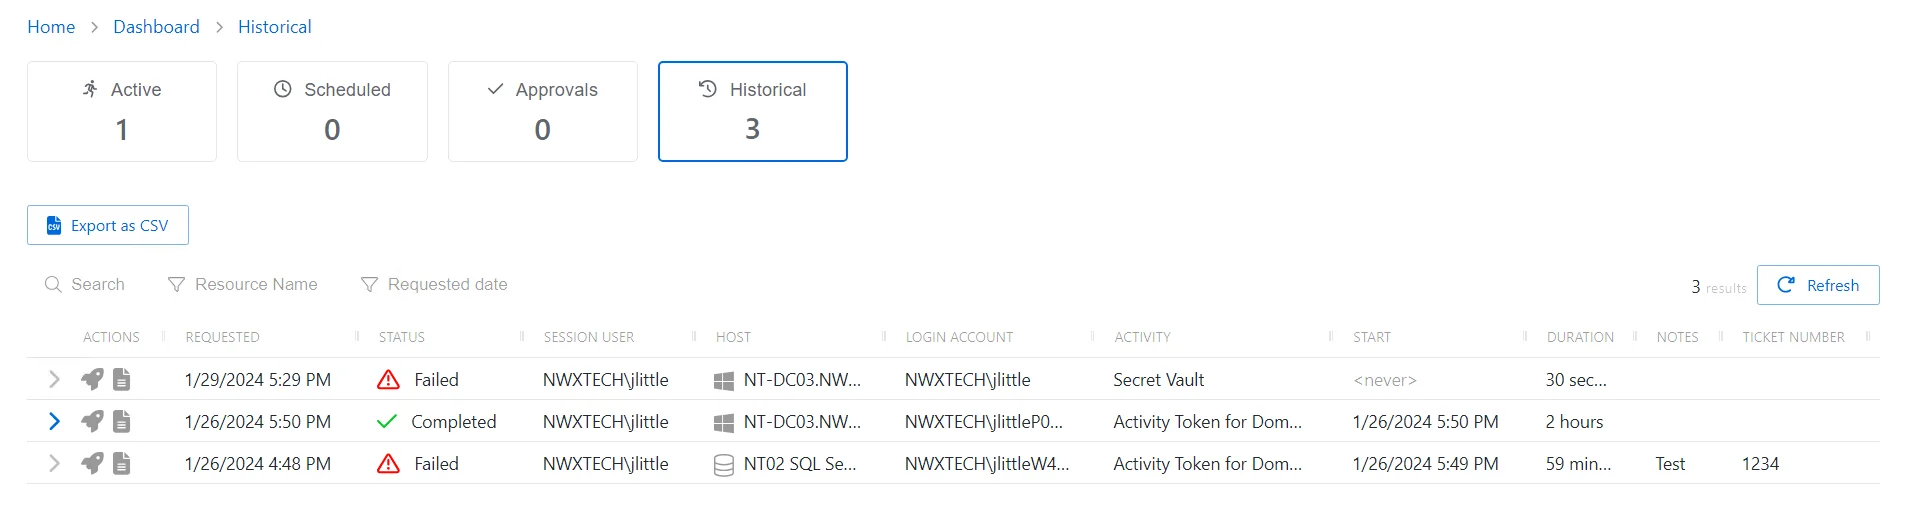 Home > Dashboard > Historical
Active Scheduled Approvals Historical
1 0 0 3
CSV Export as CSV
Search Resource Name Requested date 3 results Refresh
ACTIONS REQUESTED STATUS SESSION USER HOST LOGIN ACCOUNT ACTIVITY START DURATION NOTES TICKET NUMBER
1/29/2024 5:29 PM Failed NWXTECH\jlittle NT-DC03.NW... NWXTECH\jlittle Secret Vault <never> 30 sec...
1/26/2024 5:50 PM Completed NWXTECH\jlittle NT-DC03.NW... NWXTECH\jlittleP0... Activity Token for Dom... 1/26/2024 5:50 PM 2 hours
1/26/2024 4:48 PM Failed NWXTECH\jlittle NT02 SQL Se... NWXTECH\jlittleW4... Activity Token for Dom... 1/26/2024 5:49 PM 59 min... Test 1234